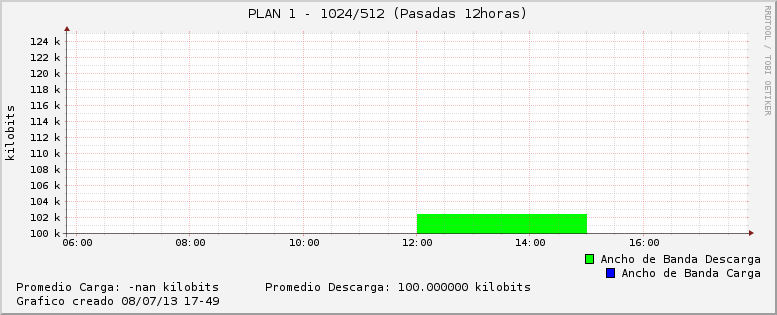 PLAN 1 - 1024/512 (Pasadas 12horas)
RRDTOOL / TOBI OETIKER
kilobits
124 k
122 k
120 k
118 k
116 k
114 k
112 k
110 k
108 k
106 k
104 k
102 k
100 k
06:00 08:00 10:00 12:00 14:00 16:00
Ancho de Banda Descarga
Ancho de Banda Carga
Promedio Carga: -nan kilobits Promedio Descarga: 100.000000 kilobits
Grafico creado 08/07/13 17-49